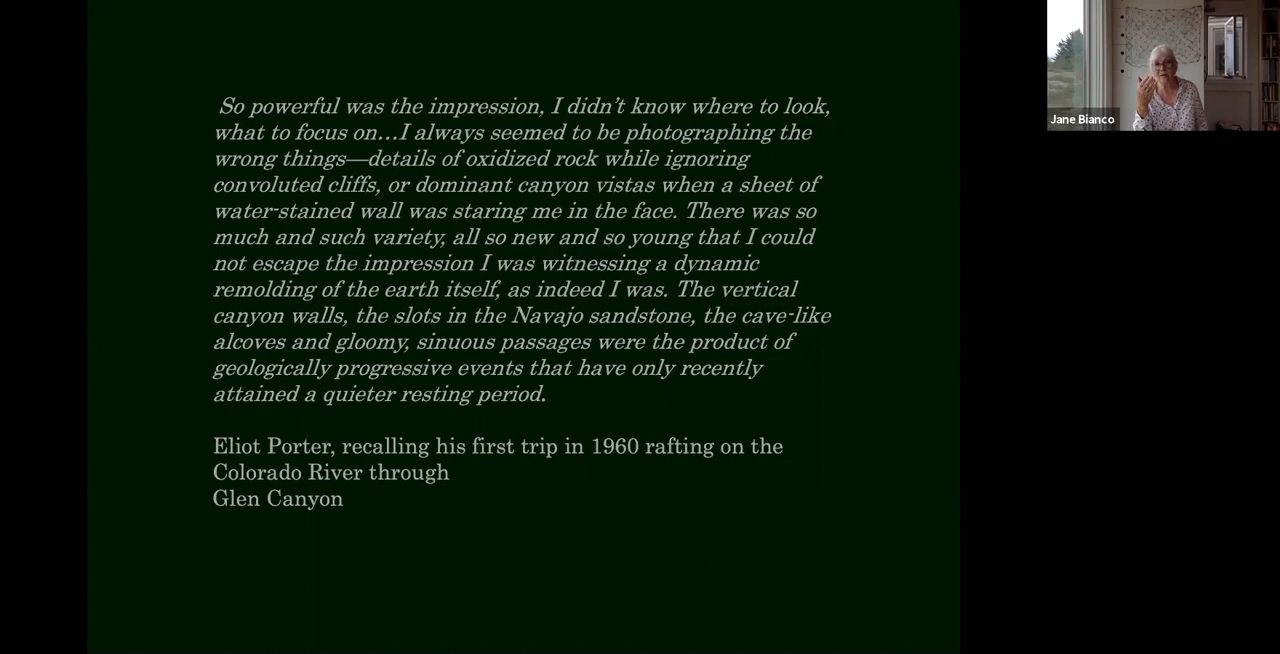 So powerful was the impression, I didn't know where to look,
what to focus on...I always seemed to be photographing the
wrong things—details of oxidized rock while ignoring
convoluted cliffs, or dominant canyon vistas when a sheet of
water-stained wall was staring me in the face. There was so
much and such variety, all so new and so young that I could
not escape the impression I was witnessing a dynamic
remolding of the earth itself, as indeed I was. The vertical
canyon walls, the slots in the Navajo sandstone, the cave-like
alcoves and gloomy, sinuous passages were the product of
geologically progressive events that have only recently
attained a quieter resting period.
Eliot Porter, recalling his first trip in 1960 rafting on the
Colorado River through
Glen Canyon
Jane Bianco